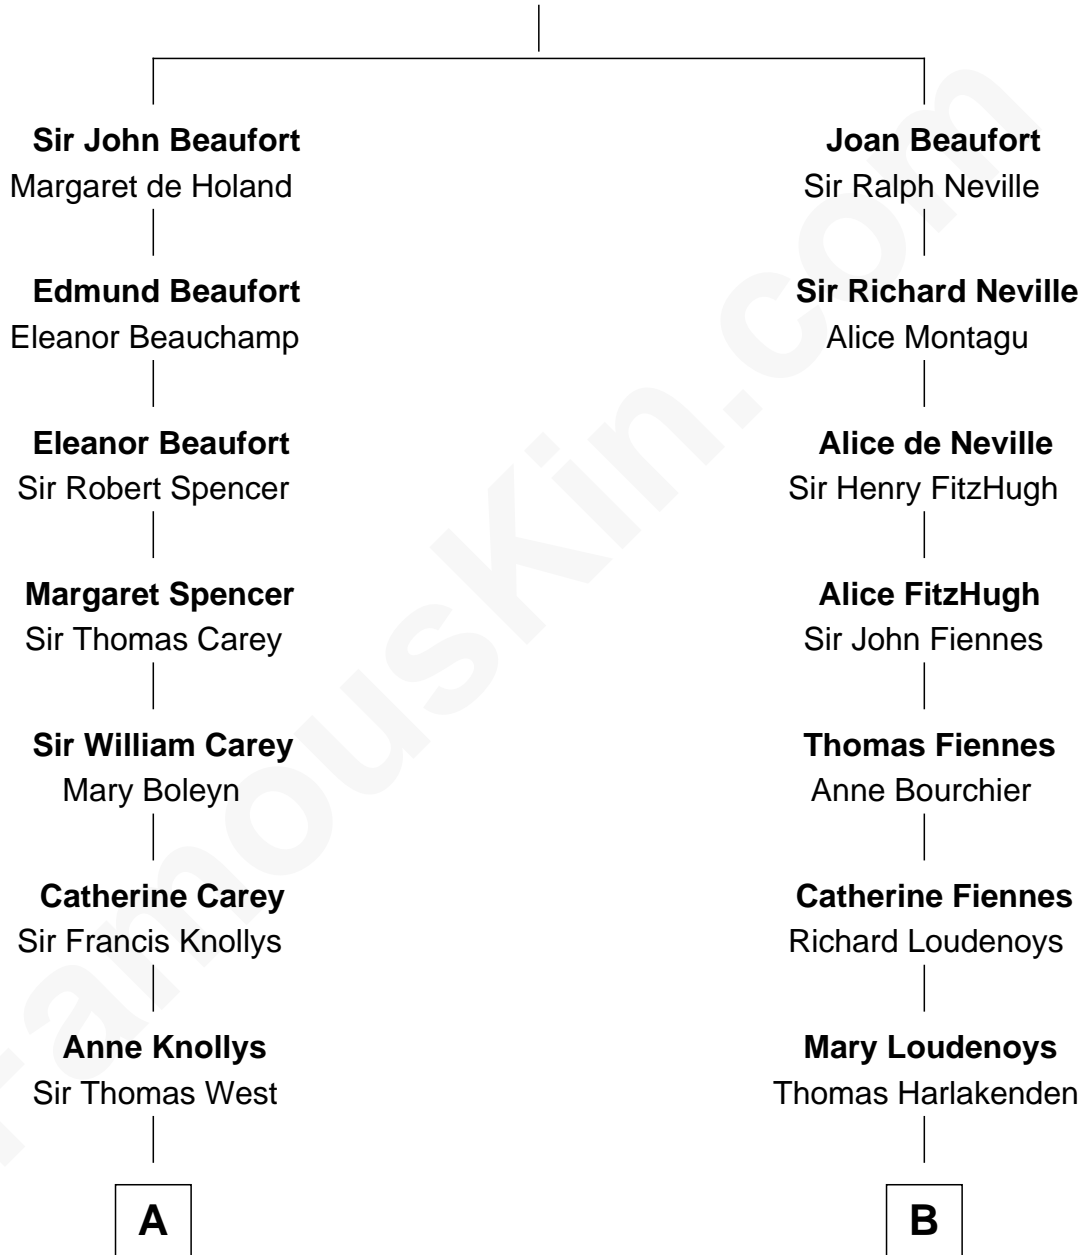 Sir John Beaufort
Margaret de Holand
Edmund Beaufort
Eleanor Beauchamp
Eleanor Beaufort
Sir Robert Spencer
Margaret Spencer
Sir Thomas Carey
Sir William Carey
Mary Boleyn
Catherine Carey
Sir Francis Knollys
Anne Knollys
Sir Thomas West
A
Joan Beaufort
Sir Ralph Neville
Sir Richard Neville
Alice Montagu
Alice de Neville
Sir Henry FitzHugh
Alice FitzHugh
Sir John Fiennes
Thomas Fiennes
Anne Bourchier
Catherine Fiennes
Richard Loudenoys
Mary Loudenoys
Thomas Harlakenden
B
FamousKin.com